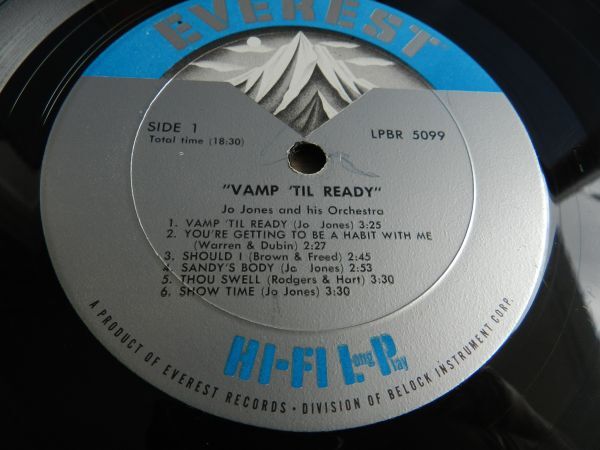 EVEREST
SIDE 1
Total time (18:30)
LPBR 5099
"VAMP 'TIL READY"
Jo Jones and his Orchestra
1. VAMP 'TIL READY (Jo Jones) 3:25
2. YOU'RE GETTING TO BE A HABIT WITH ME
(Warren & Dubin) 2:27
3. SHOULD I (Brown & Freed) 2:45
4. SANDY'S BODY (Jo Jones) 2:53
5. THOU SWELL (Rodgers & Hart) 3:30
6. SHOW TIME (Jo Jones) 3:30
HI-FI Long Play
A PRODUCT OF EVEREST RECORDS • DIVISION OF BELOCK INSTRUMENT CORP.